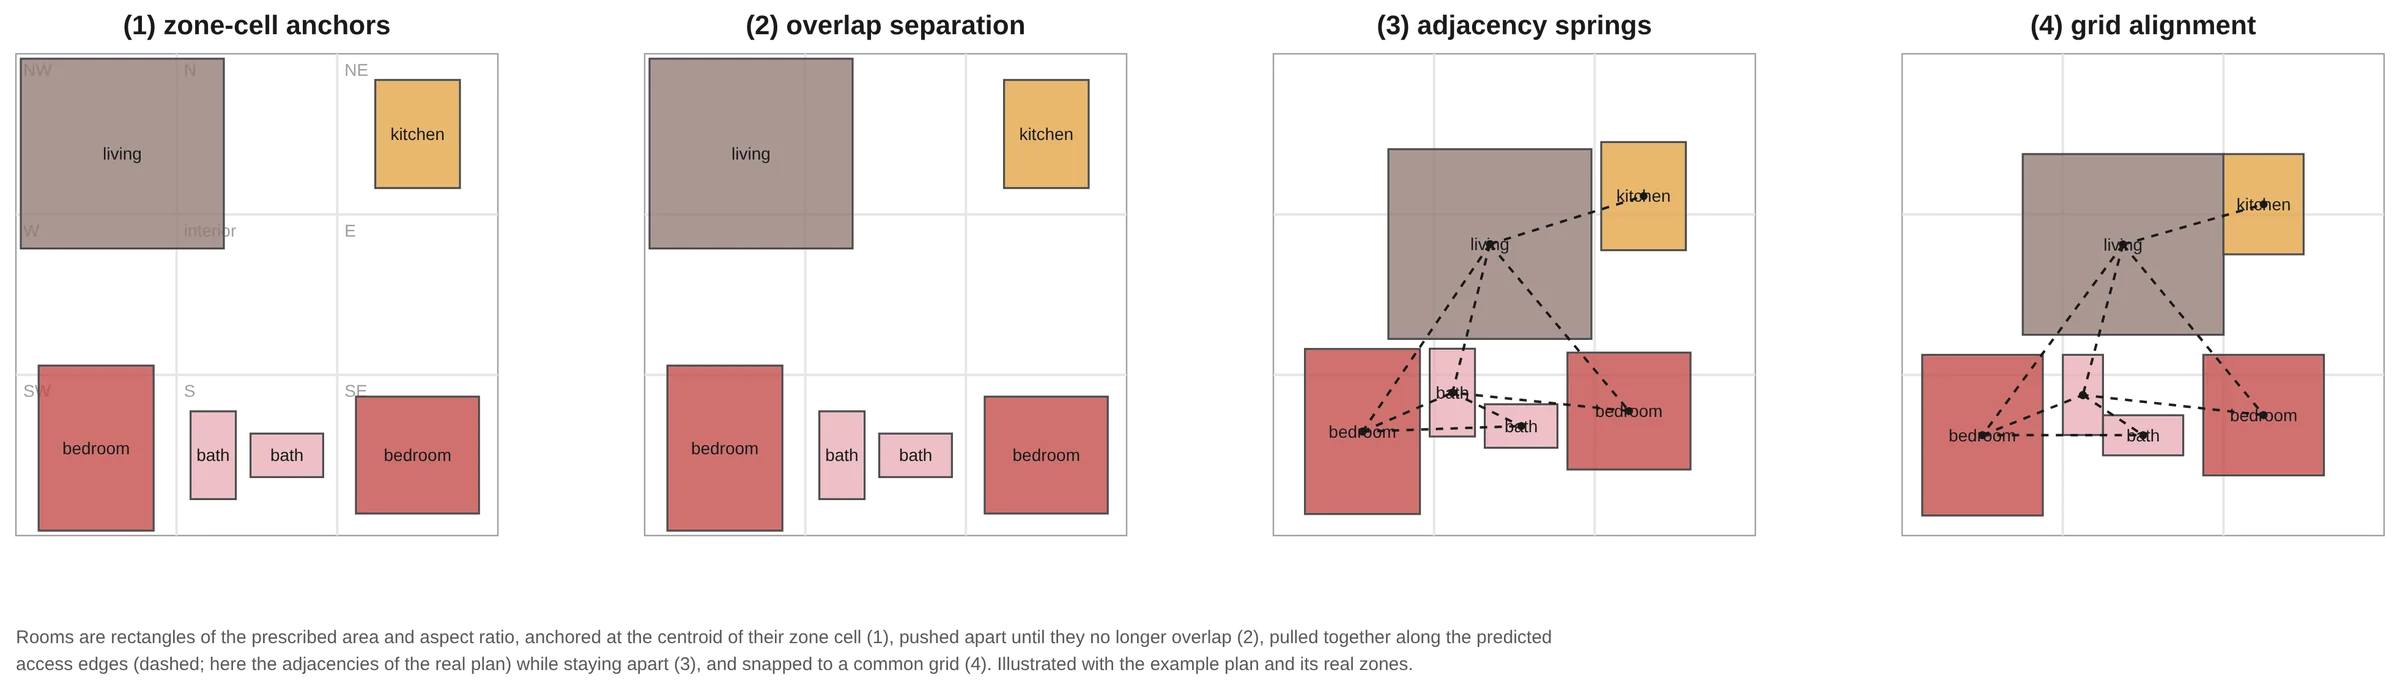 (1) zone-cell anchors
(2) overlap separation
(3) adjacency springs
(4) grid alignment
NW
N
NE
living
kitchen
W
interior
E
SW
S
SE
bedroom
bath
bath
bedroom
living
kitchen
bedroom
bath
bath
bedroom
kitchen
living
bath
bedroom
bath
bedroom
kitchen
living
bedroom
bedroom
bath
Rooms are rectangles of the prescribed area and aspect ratio, anchored at the centroid of their zone cell (1), pushed apart until they no longer overlap (2), pulled together along the predicted
access edges (dashed; here the adjacencies of the real plan) while staying apart (3), and snapped to a common grid (4). Illustrated with the example plan and its real zones.